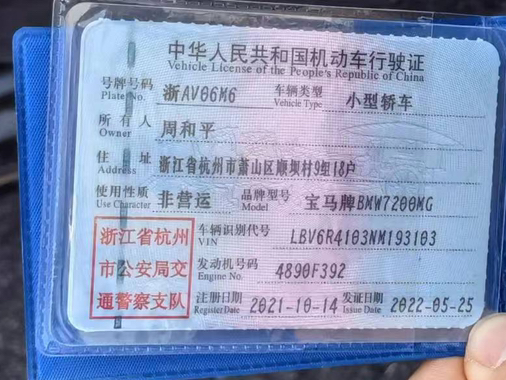 中华人民共和国机动车行驶证
Vehicle License of the People's Republic of China
号牌号码 浙AV06M6 车辆类型 小型轿车
Plate No. Vehicle Type
所有人 周和平
Owner
住址 浙江省杭州市萧山区顺坝村9组18户
Address
使用性质 非营运 品牌型号 宝马牌BMW7200MG
Use Character Model
浙江省杭州
市公安局交
通警察支队
车辆识别代号 LBV6R4103NM193103
VIN
发动机号码 4890F392
Engine No.
注册日期 2021-10-14 发证日期 2022-05-25
Register Date Issue Date